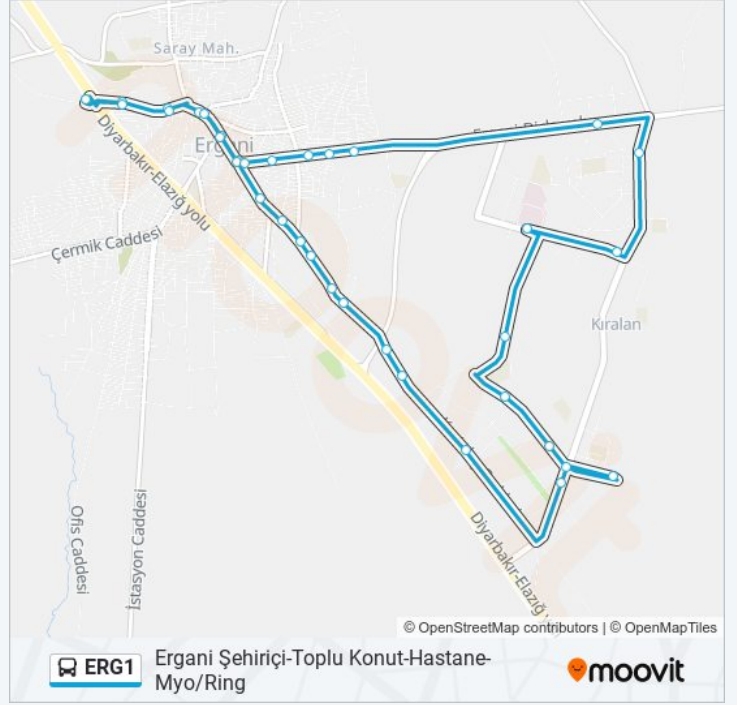 Saray Mah.
Ergani
Diyarbakır-Elazığ yolu
Çermik Caddesi
Kıralan
Ofis Caddesi
İstasyon Caddesi
Diyarbakır-Elazığ
© OpenStreetMap contributors | © OpenMapTiles
ERG1
Ergani Şehiriçi-Toplu Konut-Hastane-
Myo/Ring
moovit